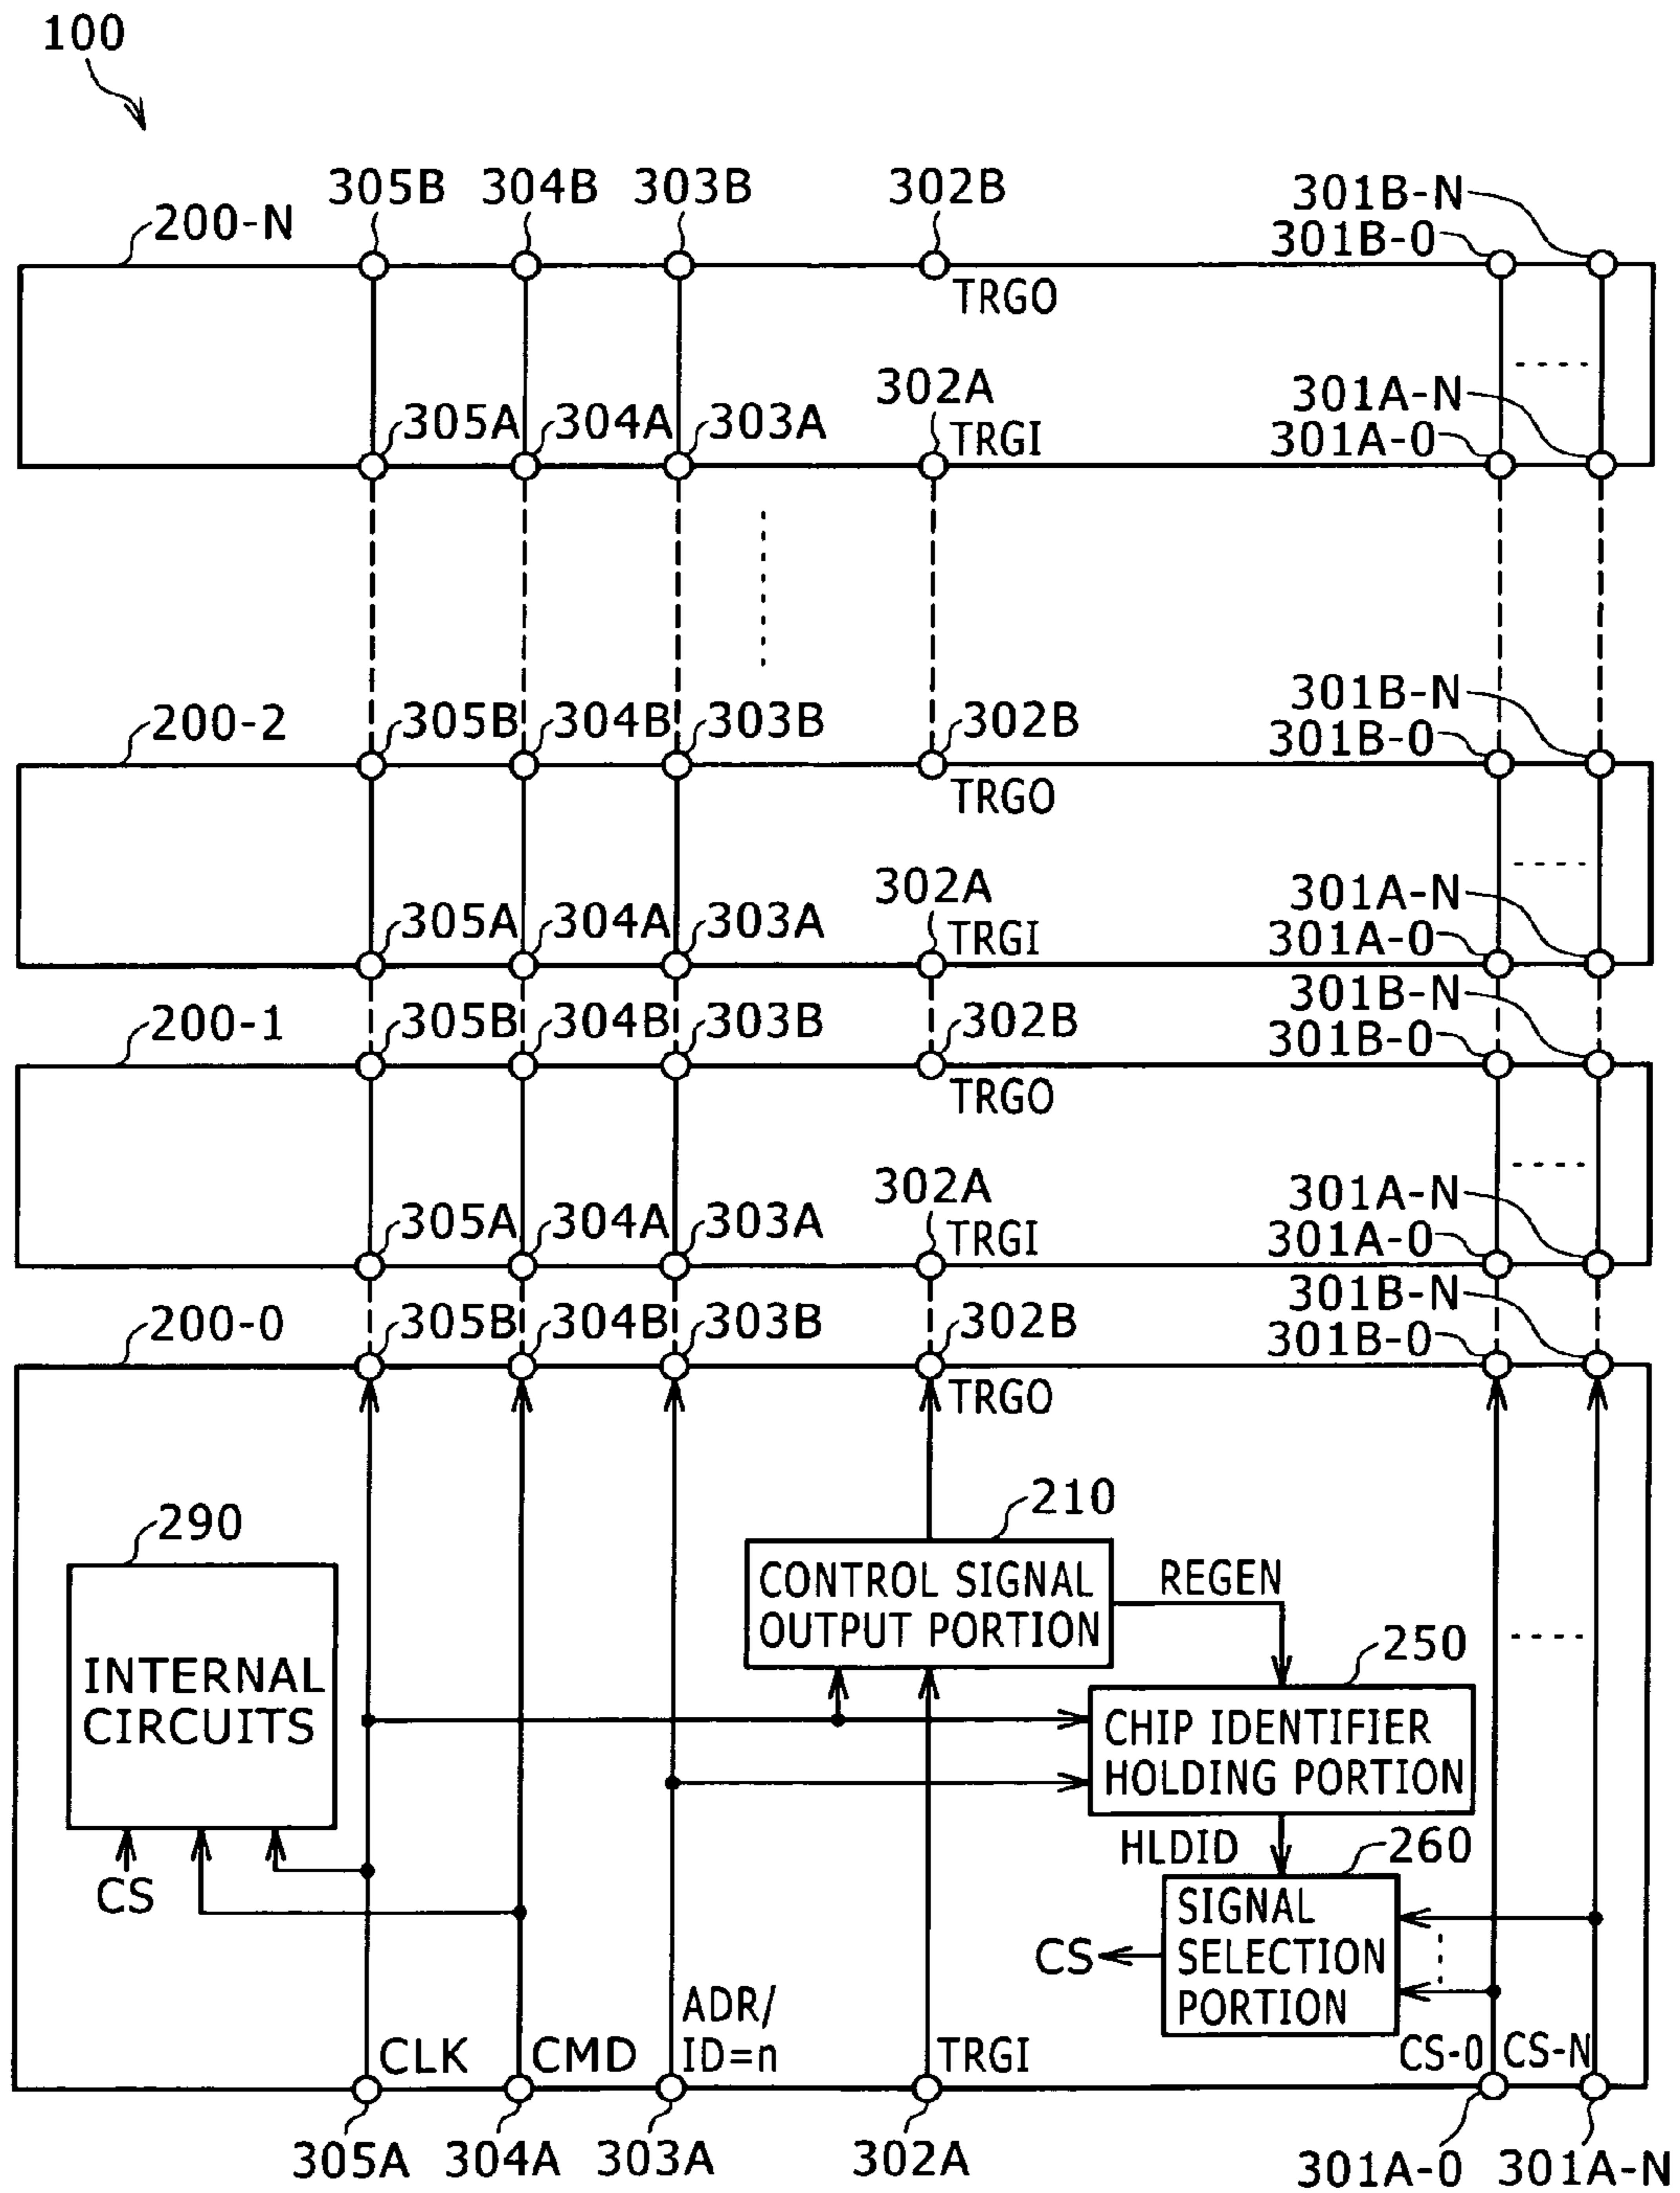 100
305B 304B 303B 302B 301B-N
200-N 301B-0
TRGO
302A 301A-N
305A 304A 303A TRGI 301A-0
301B-N
200-2 305B 304B 303B 302B 301B-0
TRGO
302A 301A-N
305A 304A 303A TRGI 301A-0
301B-N
200-1 305B 304B 303B 302B 301B-0
TRGO
302A 301A-N
305A 304A 303A TRGI 301A-0
301B-N
200-0 305B 304B 303B 302B 301B-0
TRGO
210
290
CONTROL SIGNAL
OUTPUT PORTION
REGEN
250
INTERNAL
CIRCUITS
CHIP IDENTIFIER
HOLDING PORTION
HLDID 260
CS
SIGNAL
SELECTION
PORTION
CS
ADR/
ID=n
CLK CMD TRGI CS-0 CS-N
305A 304A 303A 302A 301A-0 301A-N